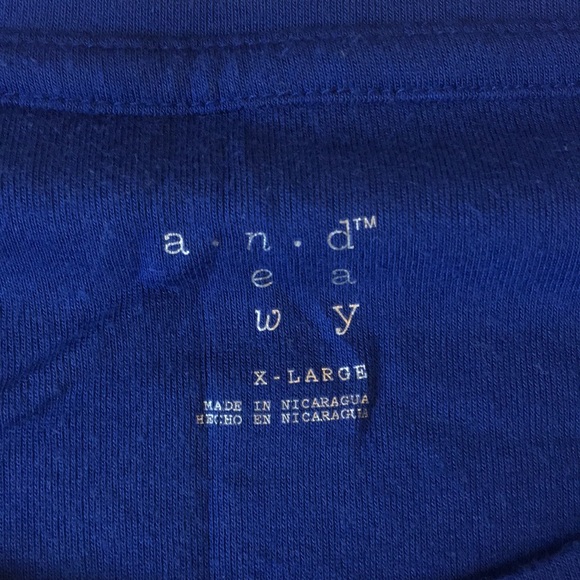 a.n.d™
e a
w y
X-LARGE
MADE IN NICARAGUA
HECHO EN NICARAGUA